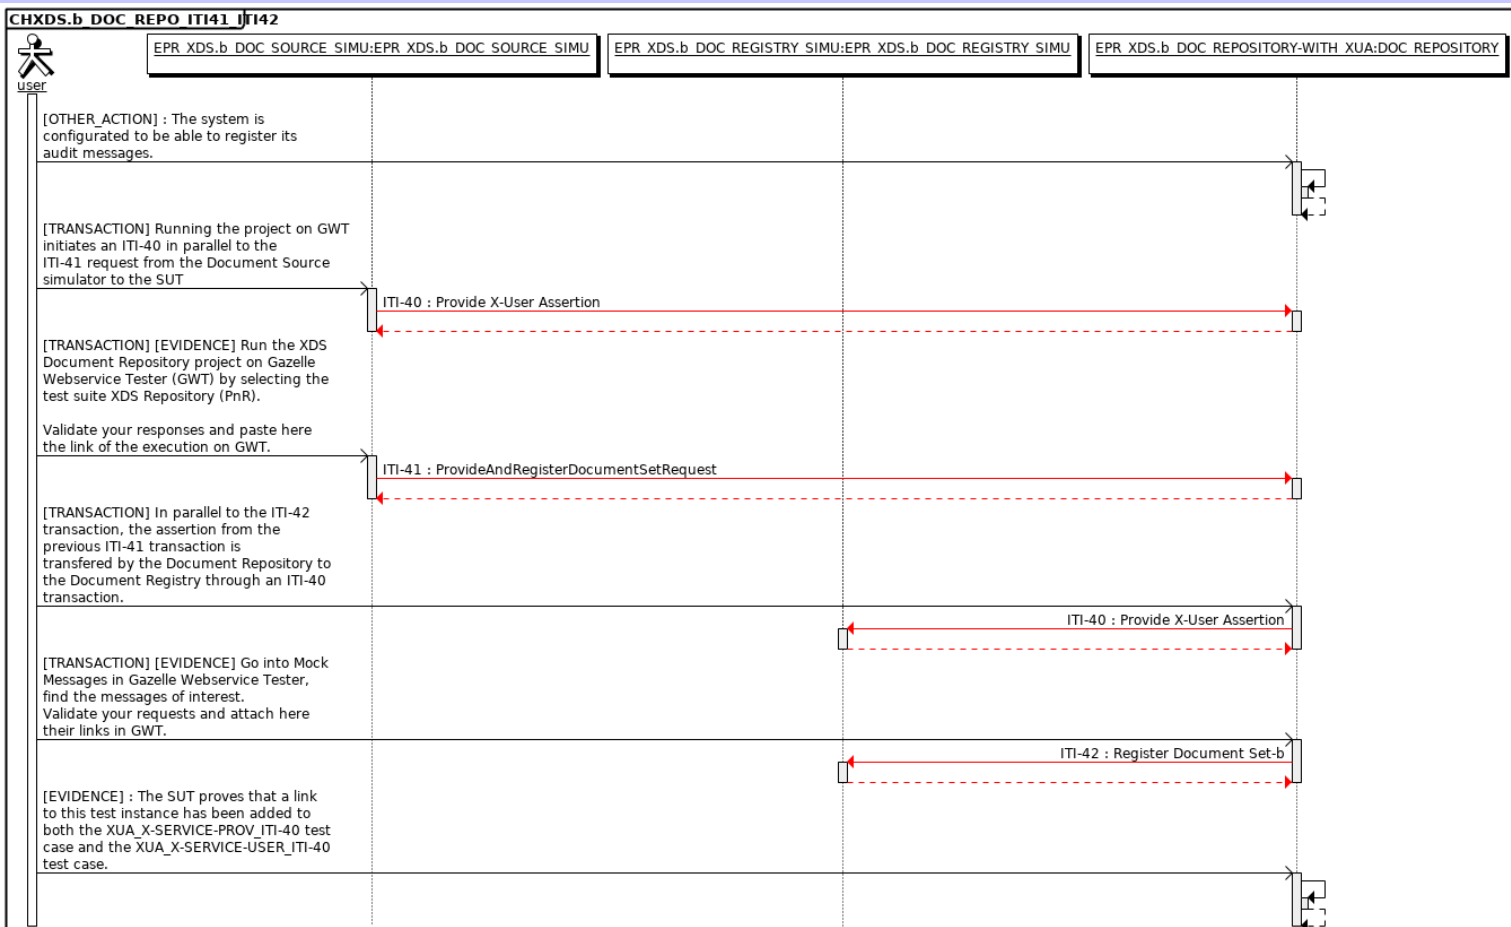 CHXDS.b_DOC_REPO_ITI41_ITI42
EPR_XDS.b_DOC_SOURCE_SIMU:EPR_XDS.b_DOC_SOURCE_SIMU
EPR_XDS.b_DOC_REGISTRY_SIMU:EPR_XDS.b_DOC_REGISTRY_SIMU
EPR_XDS.b_DOC_REPOSITORY-WITH_XUA:DOC_REPOSITORY
user
[OTHER_ACTION] : The system is
configurated to be able to register its
audit messages.
[TRANSACTION] Running the project on GWT
initiates an ITI-40 in parallel to the
ITI-41 request from the Document Source
simulator to the SUT
ITI-40 : Provide X-User Assertion
[TRANSACTION] [EVIDENCE] Run the XDS
Document Repository project on Gazelle
Webservice Tester (GWT) by selecting the
test suite XDS Repository (PnR).
Validate your responses and paste here
the link of the execution on GWT.
ITI-41 : ProvideAndRegisterDocumentSetRequest
[TRANSACTION] In parallel to the ITI-42
transaction, the assertion from the
previous ITI-41 transaction is
transfered by the Document Repository to
the Document Registry through an ITI-40
transaction.
ITI-40 : Provide X-User Assertion
[TRANSACTION] [EVIDENCE] Go into Mock
Messages in Gazelle Webservice Tester,
find the messages of interest.
Validate your requests and attach here
their links in GWT.
ITI-42 : Register Document Set-b
[EVIDENCE] : The SUT proves that a link
to this test instance has been added to
both the XUA_X-SERVICE-PROV_ITI-40 test
case and the XUA_X-SERVICE-USER_ITI-40
test case.